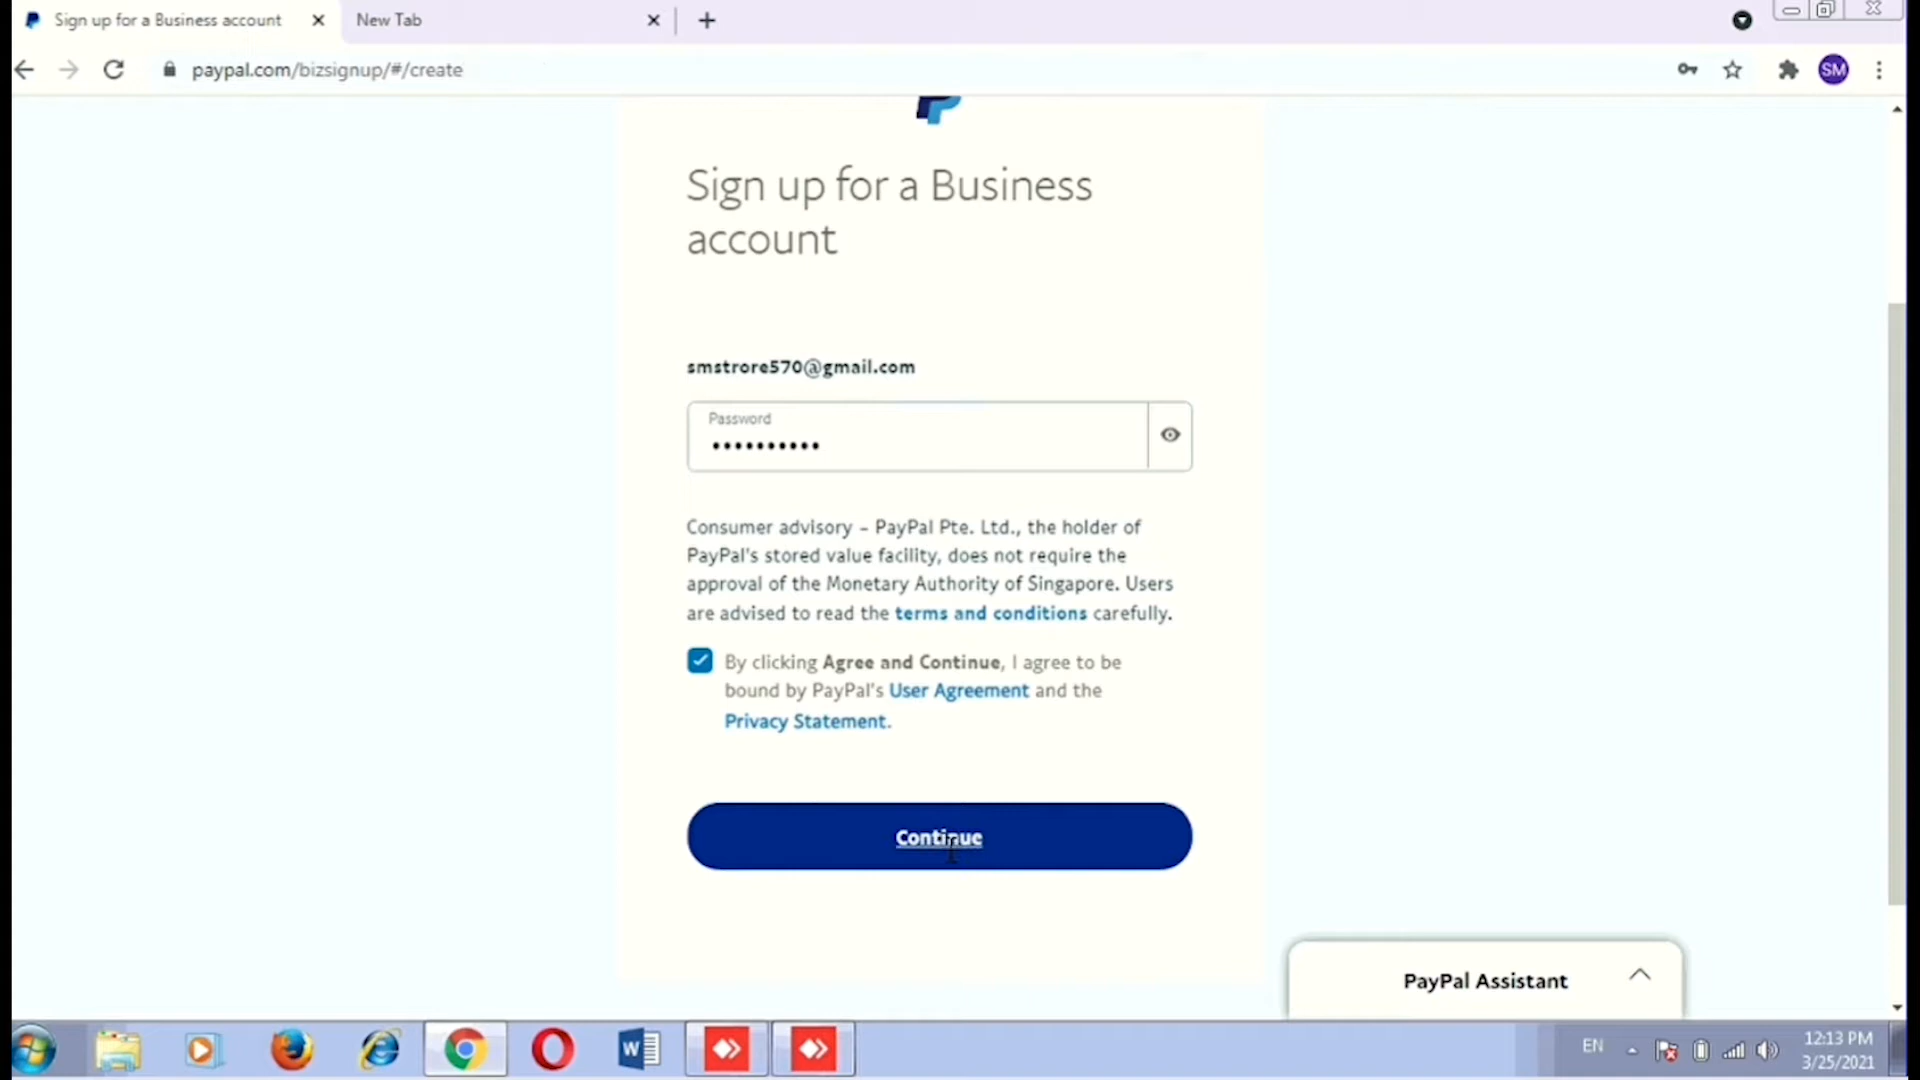 Sign up for a Business account
New Tab
paypal.com/bizsignup/#/create
SM
Sign up for a Business
account
smstrore570@gmail.com
Password
••••••••••
Consumer advisory – PayPal Pte. Ltd., the holder of
PayPal's stored value facility, does not require the
approval of the Monetary Authority of Singapore. Users
are advised to read the terms and conditions carefully.
By clicking Agree and Continue, I agree to be
bound by PayPal's User Agreement and the
Privacy Statement.
Continue
PayPal Assistant
W
EN
12:13 PM
3/25/2021